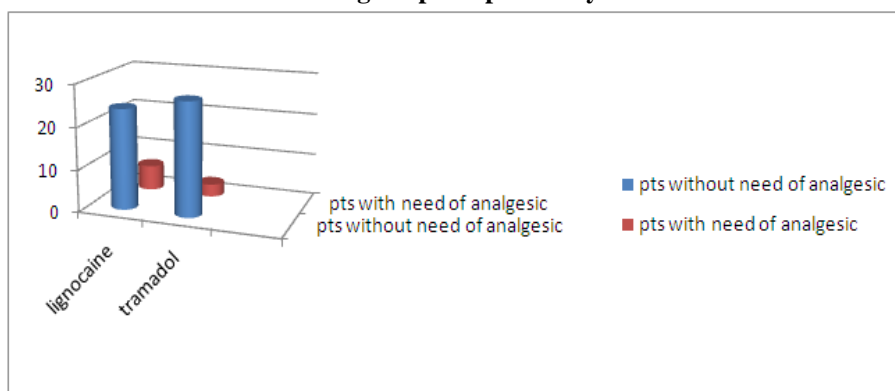 30
20
10
0
lignocaine
tramadol
pts with need of analgesic
pts without need of analgesic
pts without need of analgesic
pts with need of analgesic